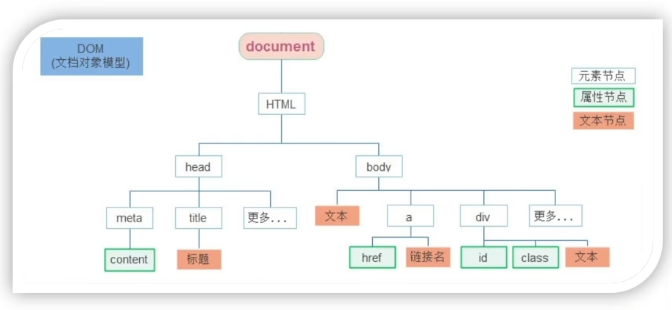 DOM
(文档对象模型)
document
元素节点
属性节点
文本节点
HTML
head
body
meta
title
更多...
文本
a
div
更多...
content
标题
href
链接名
id
class
文本